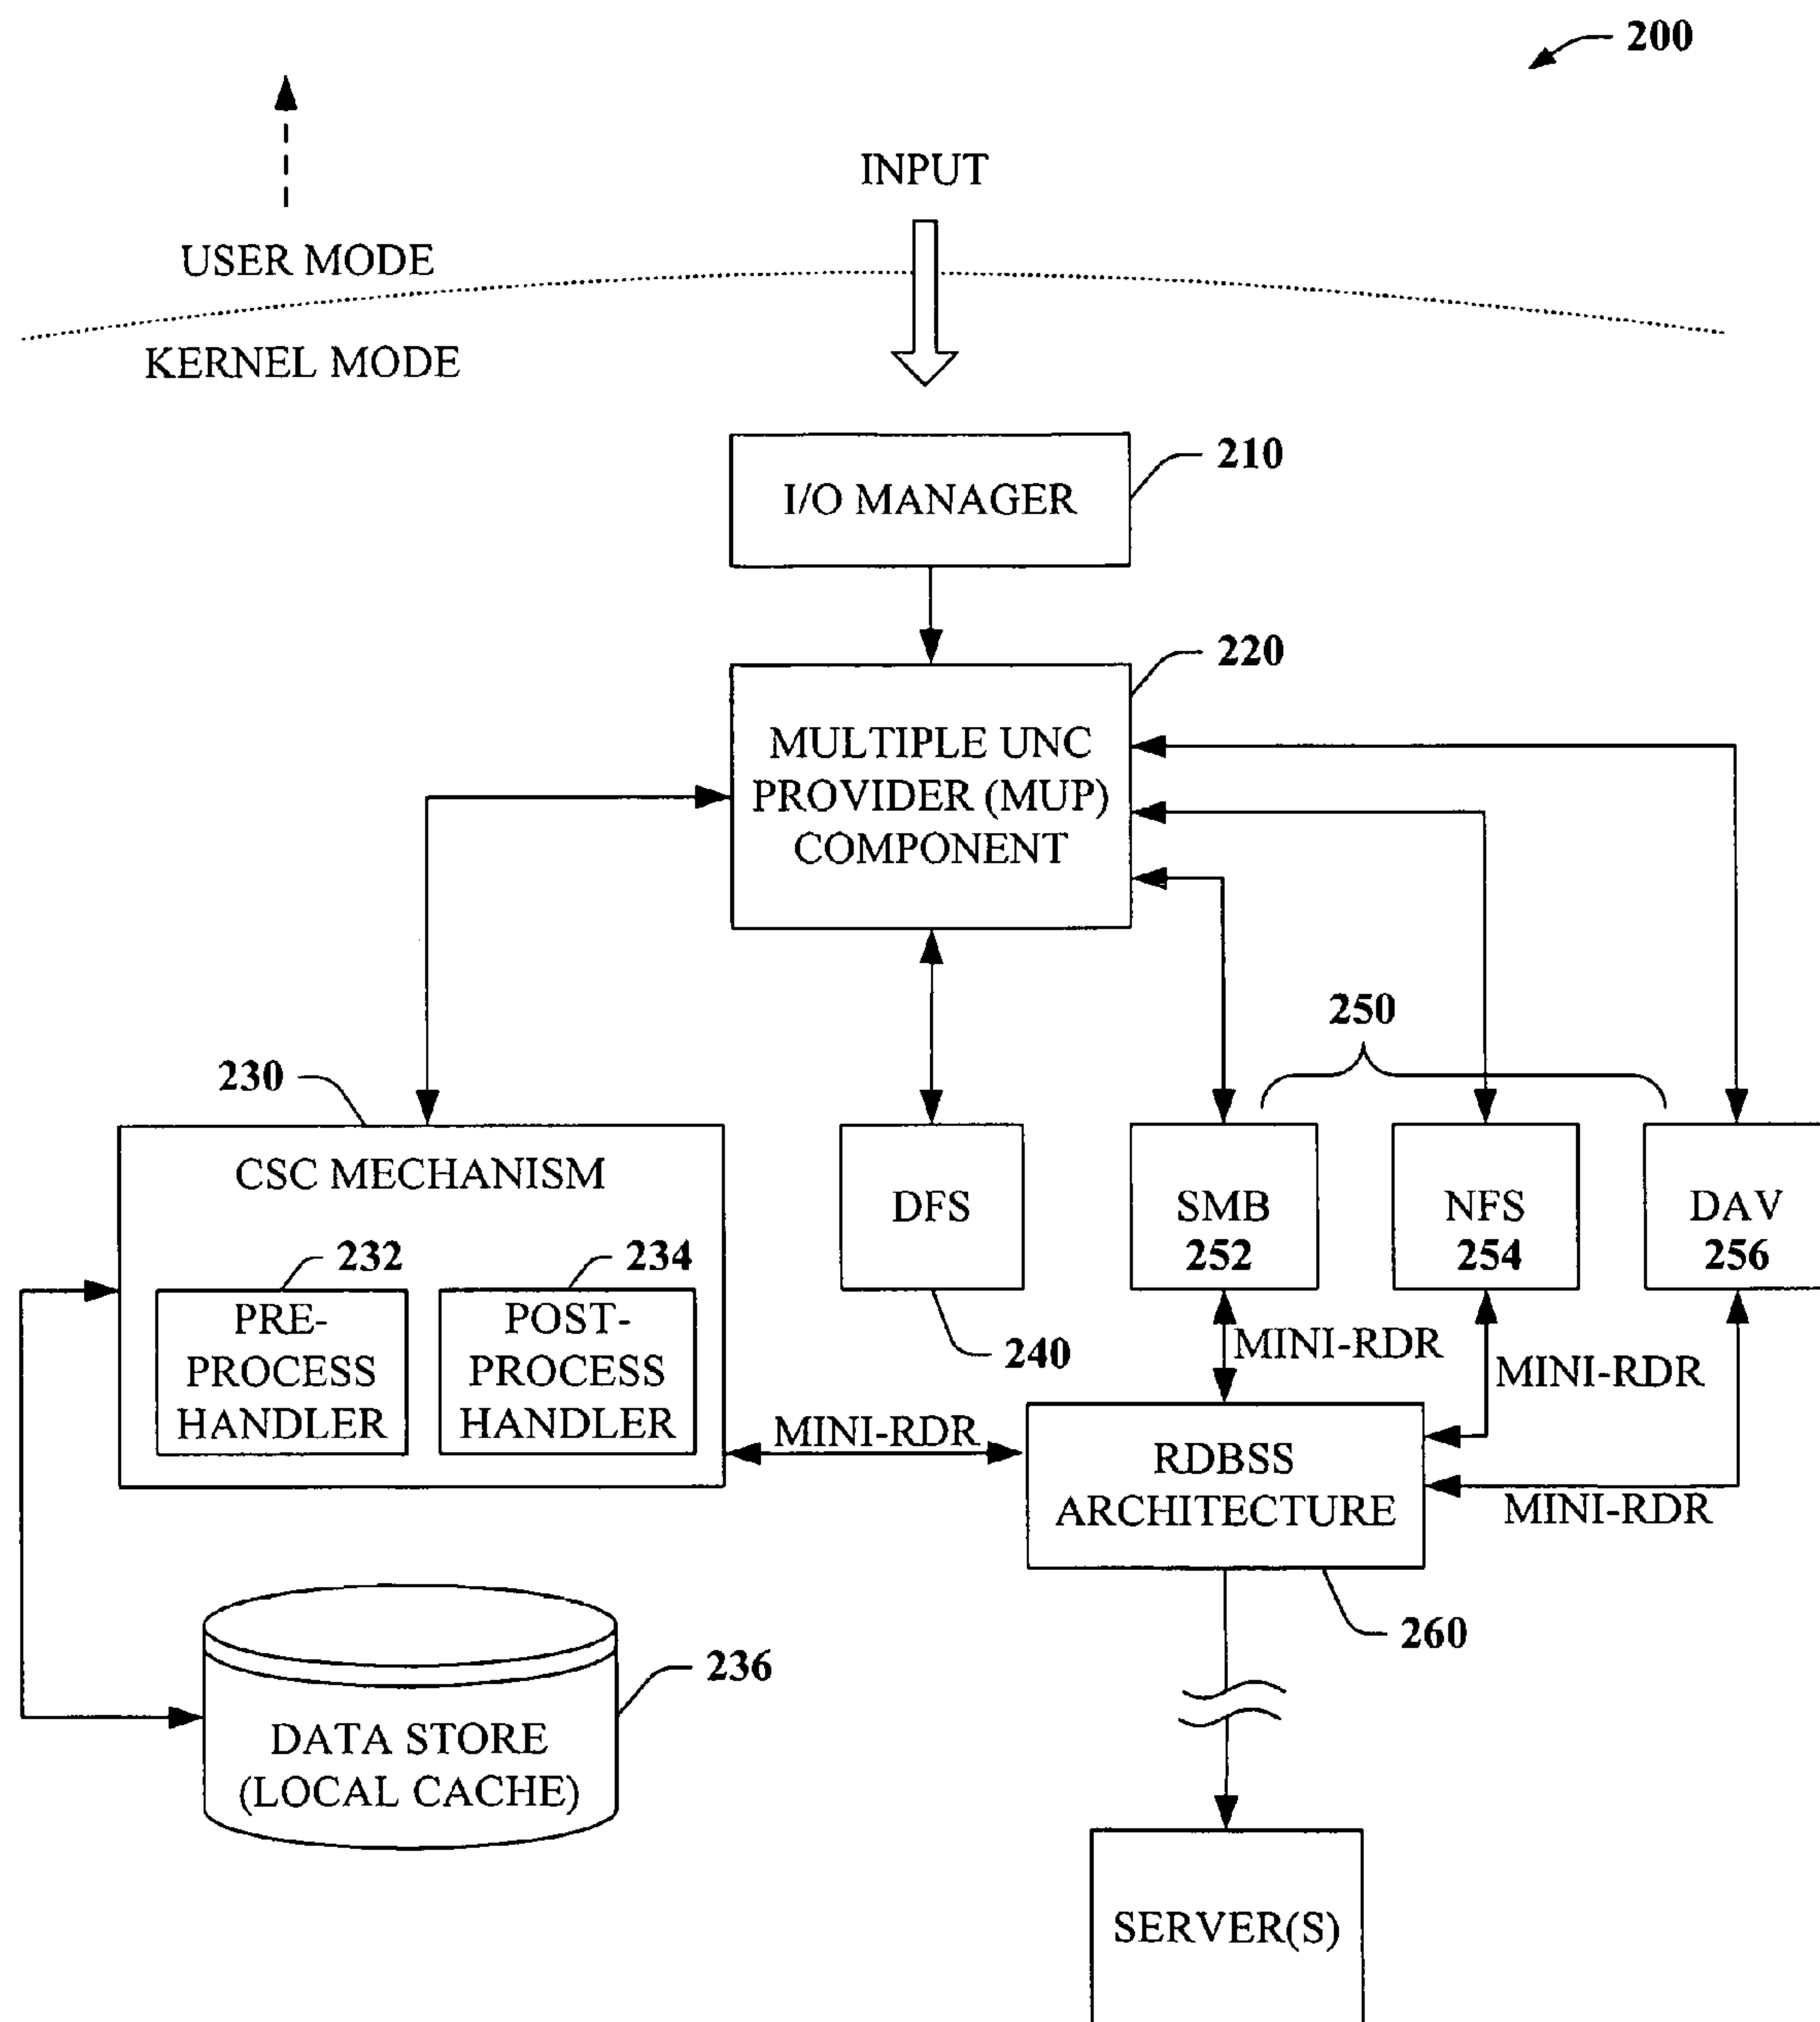 200
INPUT
USER MODE
KERNEL MODE
210
I/O MANAGER
220
MULTIPLE UNC
PROVIDER (MUP)
COMPONENT
250
230
CSC MECHANISM
232
PRE-
PROCESS
HANDLER
234
POST-
PROCESS
HANDLER
DFS
240
SMB
252
NFS
254
DAV
256
MINI-RDR
MINI-RDR
MINI-RDR
MINI-RDR
RDBSS
ARCHITECTURE
260
236
DATA STORE
(LOCAL CACHE)
SERVER(S)